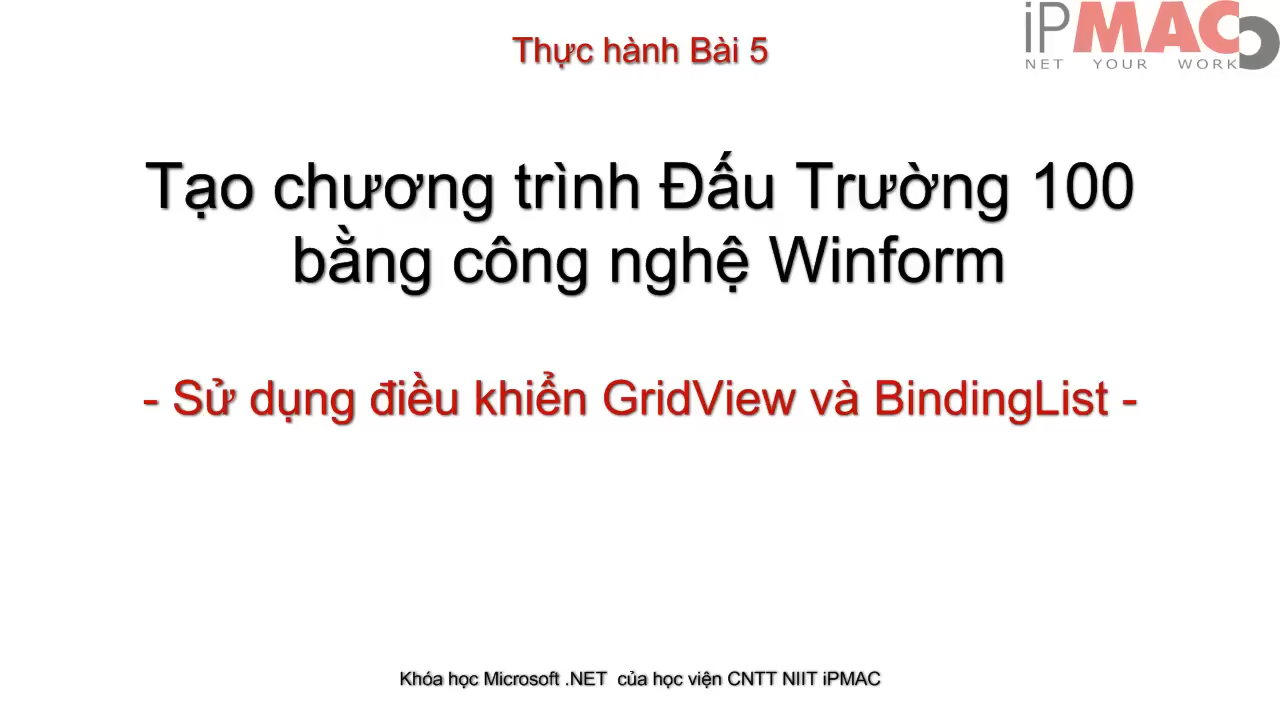 Thực hành Bài 5
iPMAC
NET YOUR WORK
Tạo chương trình Đấu Trường 100
bằng công nghệ Winform
- Sử dụng điều khiển GridView và BindingList -
Khóa học Microsoft .NET của học viện CNTT NIIT iPMAC